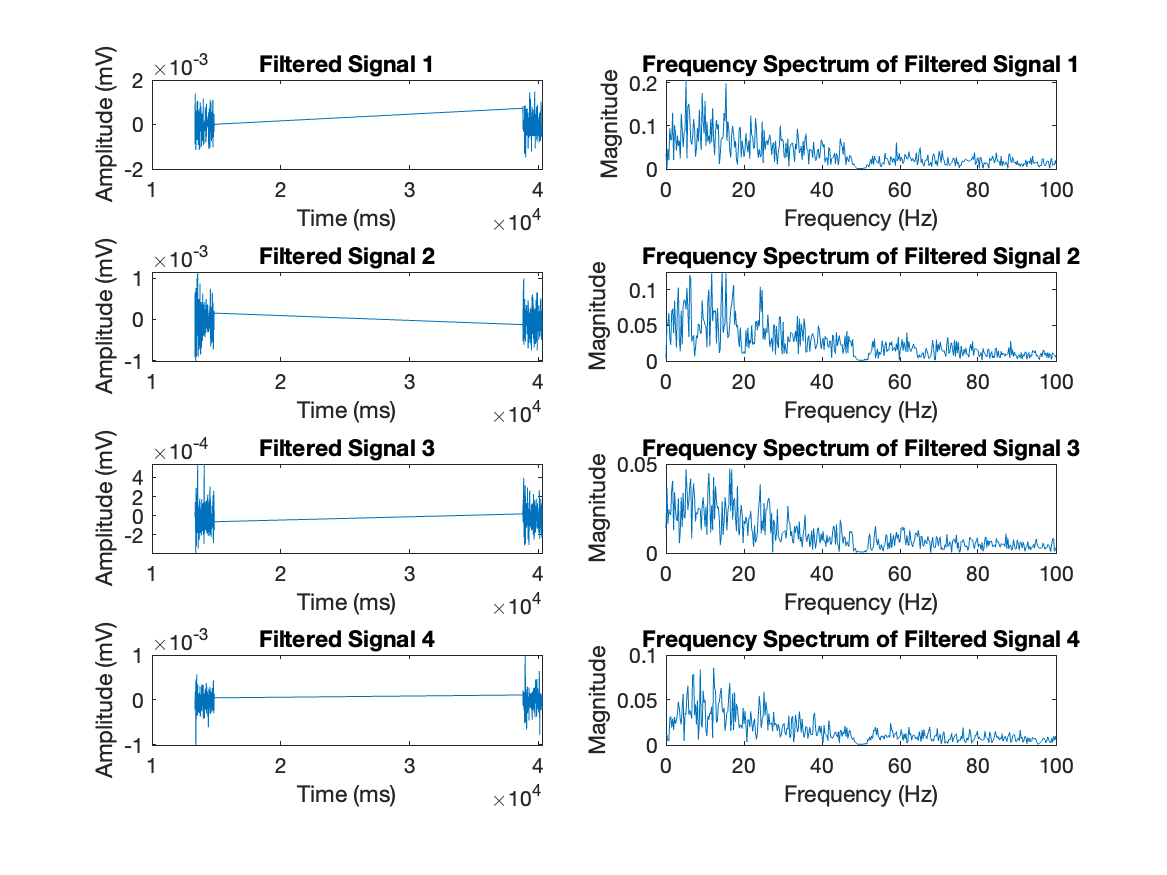 Filtered Signal 1
×10-3
Amplitude (mV)
2
0
-2
1 2 3 4
Time (ms)
×104
Frequency Spectrum of Filtered Signal 1
Magnitude
0.2
0.1
0
0 20 40 60 80 100
Frequency (Hz)
Filtered Signal 2
×10-3
Amplitude (mV)
1
0
-1
1 2 3 4
Time (ms)
×104
Frequency Spectrum of Filtered Signal 2
Magnitude
0.1
0.05
0
0 20 40 60 80 100
Frequency (Hz)
Filtered Signal 3
×10-4
Amplitude (mV)
4
2
0
-2
1 2 3 4
Time (ms)
×104
Frequency Spectrum of Filtered Signal 3
Magnitude
0.05
0
0 20 40 60 80 100
Frequency (Hz)
Filtered Signal 4
×10-3
Amplitude (mV)
1
0
-1
1 2 3 4
Time (ms)
×104
Frequency Spectrum of Filtered Signal 4
Magnitude
0.1
0.05
0
0 20 40 60 80 100
Frequency (Hz)